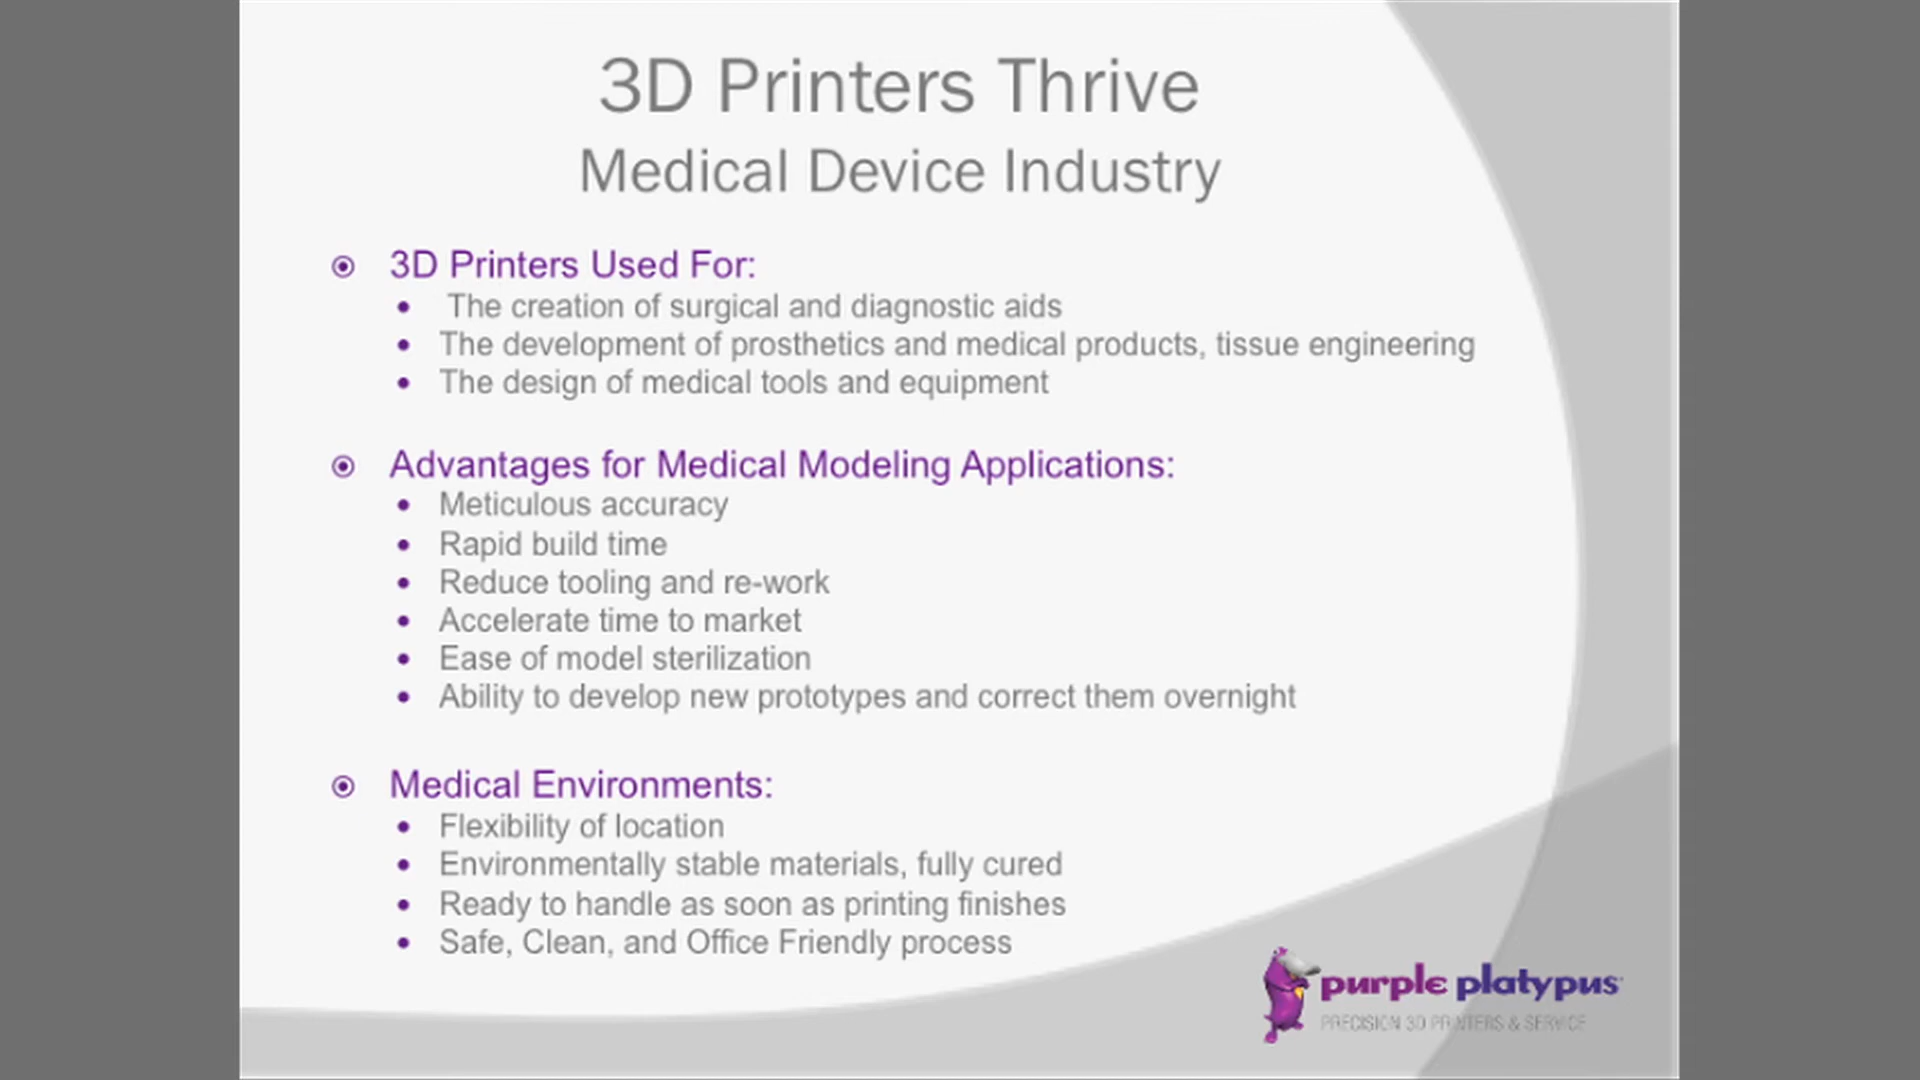 3D Printers Thrive
Medical Device Industry
3D Printers Used For:
The creation of surgical and diagnostic aids
The development of prosthetics and medical products, tissue engineering
The design of medical tools and equipment
Advantages for Medical Modeling Applications:
Meticulous accuracy
Rapid build time
Reduce tooling and re-work
Accelerate time to market
Ease of model sterilization
Ability to develop new prototypes and correct them overnight
Medical Environments:
Flexibility of location
Environmentally stable materials, fully cured
Ready to handle as soon as printing finishes
Safe, Clean, and Office Friendly process
purple platypus
PRECISION 3D PRINTERS & SERVICE